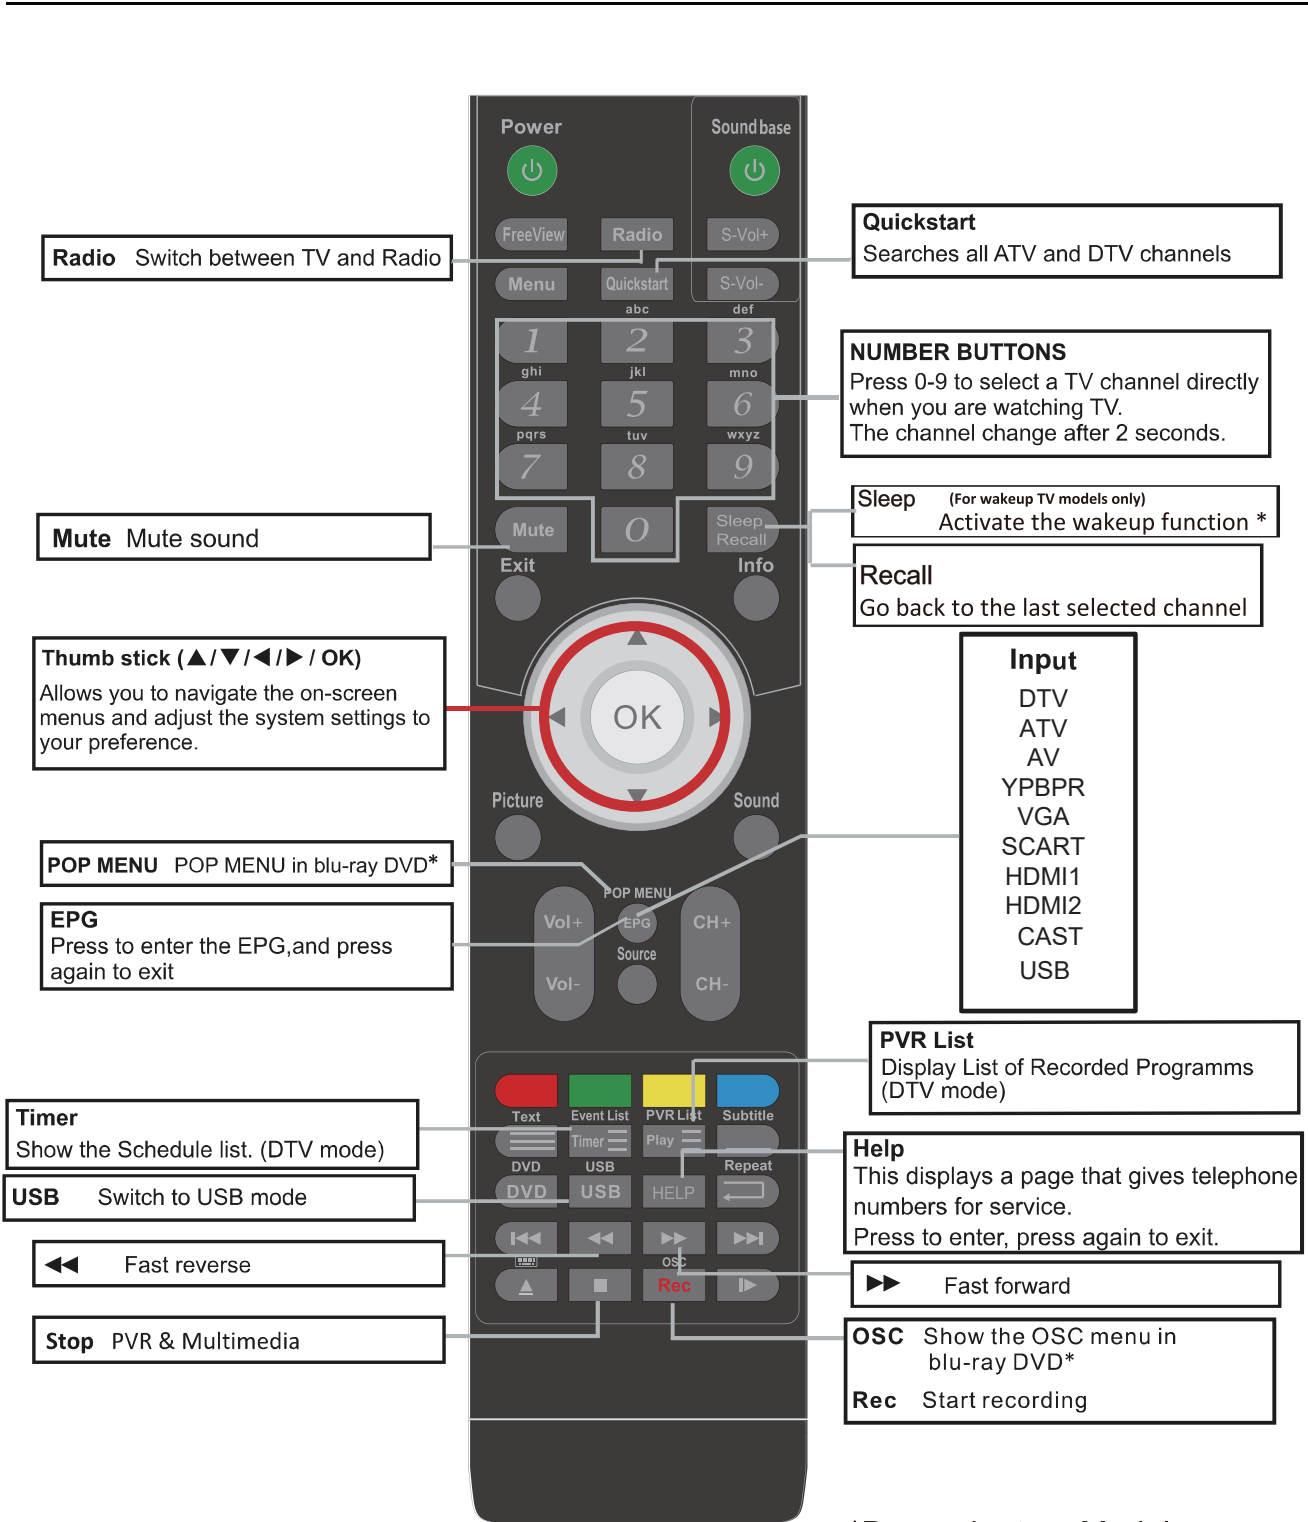 Power
Sound base
FreeView
Radio
S-Vol+
Menu
Quickstart
S-Vol-
abc
def
1
2
3
ghi
jkl
mno
4
5
6
pqrs
tuv
wxyz
7
8
9
Mute
0
Sleep
Recall
Exit
Info
OK
Picture
Sound
POP MENU
Vol+
EPG
CH+
Source
Vol-
CH-
Text
Event List
PVR List
Subtitle
Timer
Play
DVD
USB
Repeat
DVD
USB
HELP
OSC
Rec
Radio Switch between TV and Radio
Mute Mute sound
Thumb stick (▲/▼/◀/▶/ OK)
Allows you to navigate the on-screen
menus and adjust the system settings to
your preference.
POP MENU POP MENU in blu-ray DVD*
EPG
Press to enter the EPG,and press
again to exit
Timer
Show the Schedule list. (DTV mode)
USB Switch to USB mode
◀◀ Fast reverse
Stop PVR & Multimedia
Quickstart
Searches all ATV and DTV channels
NUMBER BUTTONS
Press 0-9 to select a TV channel directly
when you are watching TV.
The channel change after 2 seconds.
Sleep (For wakeup TV models only)
Activate the wakeup function *
Recall
Go back to the last selected channel
Input
DTV
ATV
AV
YPBPR
VGA
SCART
HDMI1
HDMI2
CAST
USB
PVR List
Display List of Recorded Programms
(DTV mode)
Help
This displays a page that gives telephone
numbers for service.
Press to enter, press again to exit.
▶▶ Fast forward
OSC Show the OSC menu in
blu-ray DVD*
Rec Start recording